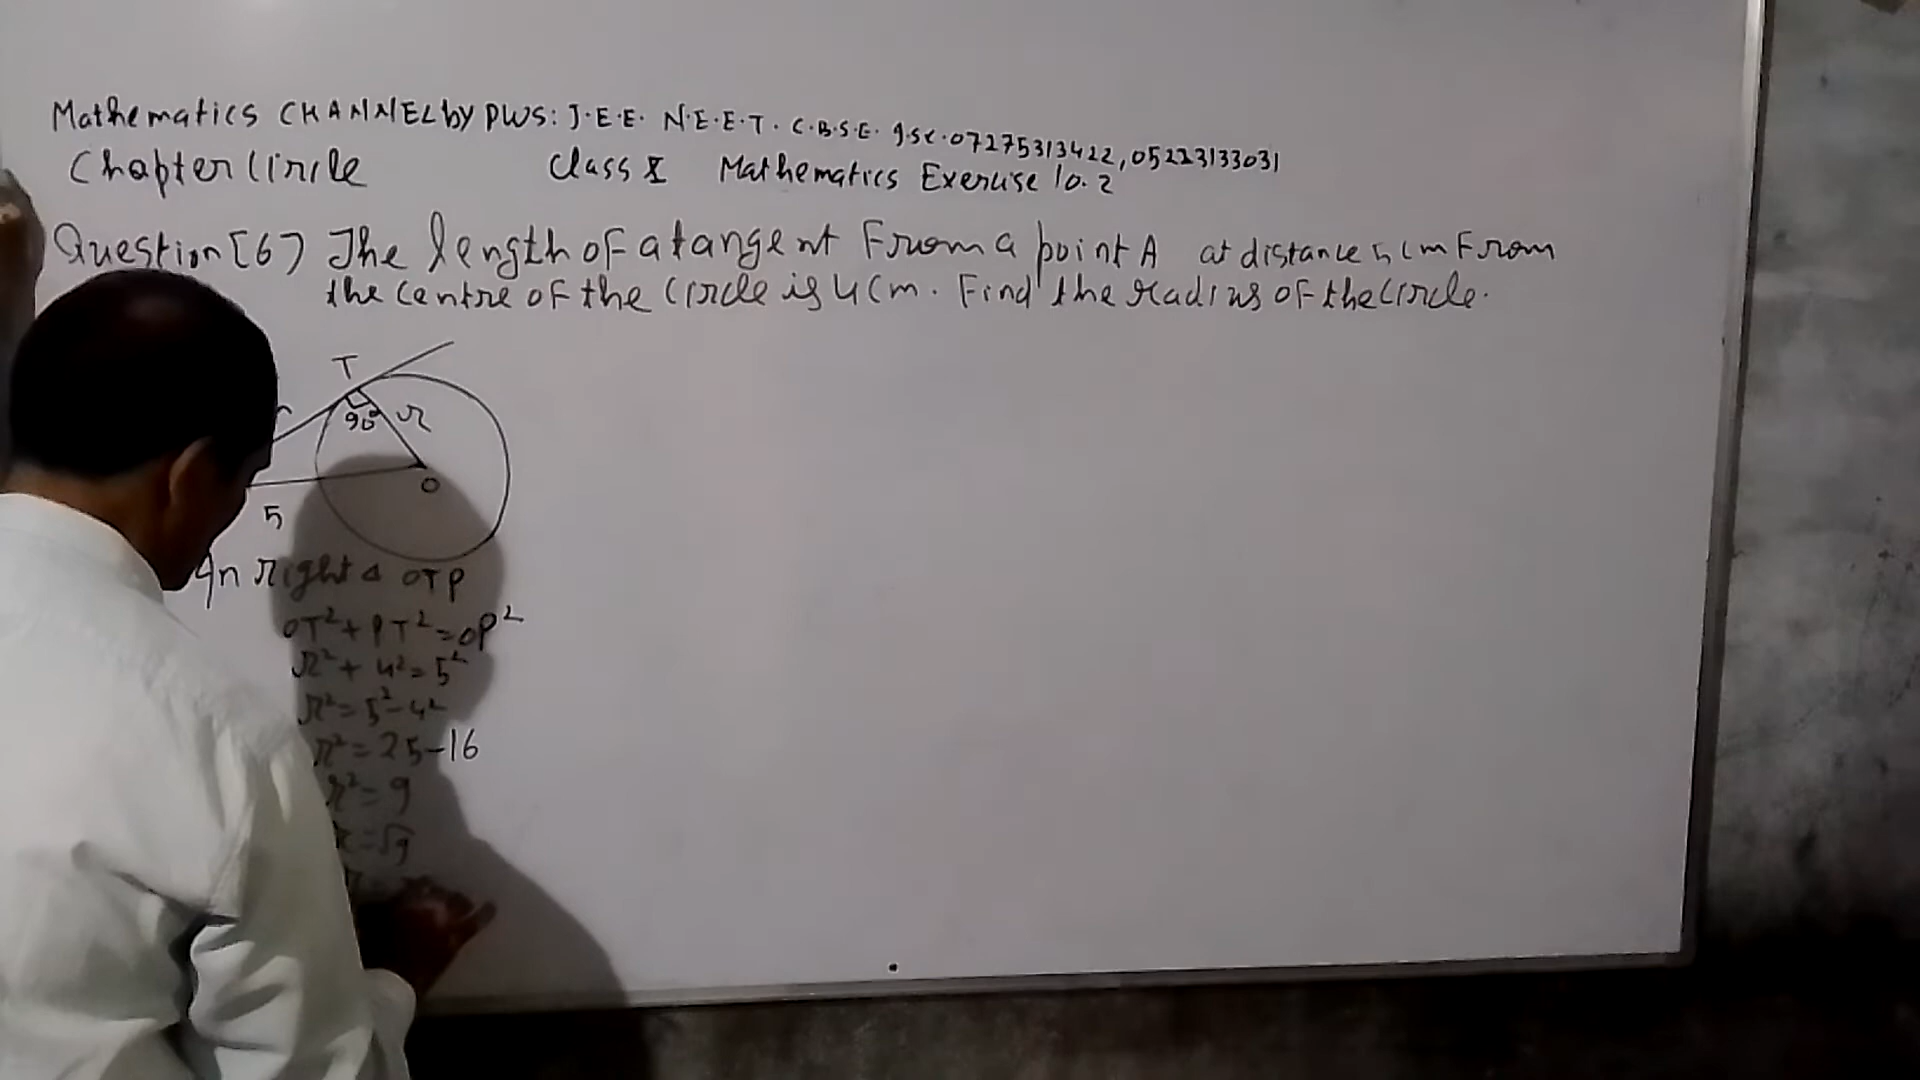 Mathematics CHANNEL by PWS: J.E.E. N.E.E.T. C.B.S.E. ISC.07275313422, 05223133031
Chapter Circle Class X Mathematics Exercise 10.2
Question [6] The length of a tangent From a point A at distance 5 cm From
the centre of the circle is 4 cm. Find the radius of the circle.
T
90° r
O
5
In right Δ OTP
OT²+PT²=OP²
r²+4²=5²
r²=5²-4²
r²=25-16
r²=9
r=√9